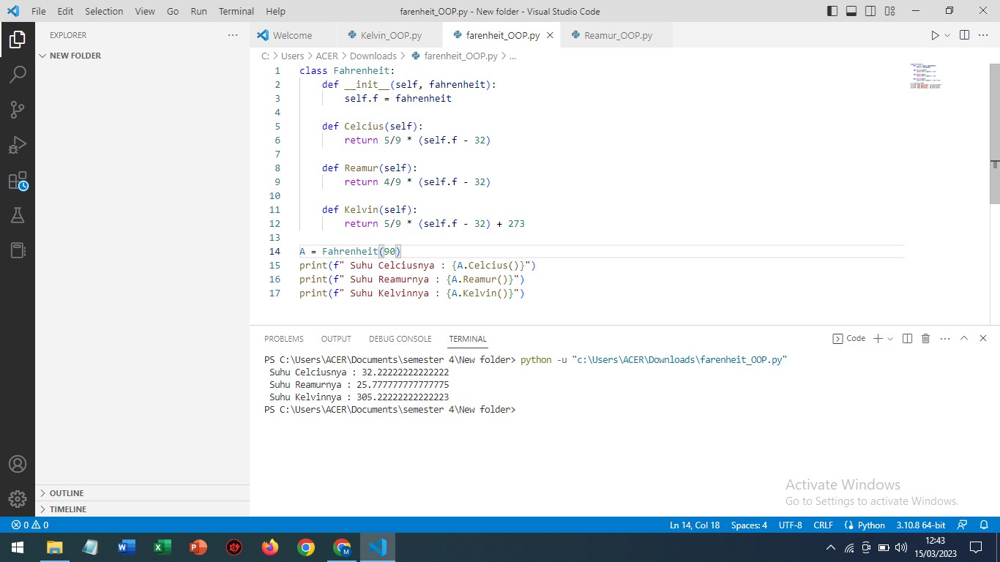 File Edit Selection View Go Run Terminal Help farenheit_OOP.py - New folder - Visual Studio Code
EXPLORER
NEW FOLDER
OUTLINE
TIMELINE
Welcome Kelvin_OOP.py farenheit_OOP.py Reamur_OOP.py
C: > Users > ACER > Downloads > farenheit_OOP.py > ...
1 class Fahrenheit:
2     def __init__(self, fahrenheit):
3         self.f = fahrenheit
4
5     def Celcius(self):
6         return 5/9 * (self.f - 32)
7
8     def Reamur(self):
9         return 4/9 * (self.f - 32)
10
11     def Kelvin(self):
12         return 5/9 * (self.f - 32) + 273
13
14 A = Fahrenheit(90)
15 print(f" Suhu Celciusnya : {A.Celcius()}")
16 print(f" Suhu Reamurnya : {A.Reamur()}")
17 print(f" Suhu Kelvinnya : {A.Kelvin()}")
PROBLEMS OUTPUT DEBUG CONSOLE TERMINAL Code
PS C:\Users\ACER\Documents\semester 4\New folder> python -u "c:\Users\ACER\Downloads\farenheit_OOP.py"
Suhu Celciusnya : 32.22222222222222
Suhu Reamurnya : 25.777777777777775
Suhu Kelvinnya : 305.22222222222223
PS C:\Users\ACER\Documents\semester 4\New folder>
Activate Windows
Go to Settings to activate Windows.
0 0 Ln 14, Col 18 Spaces: 4 UTF-8 CRLF Python 3.10.8 64-bit
12:43
15/03/2023